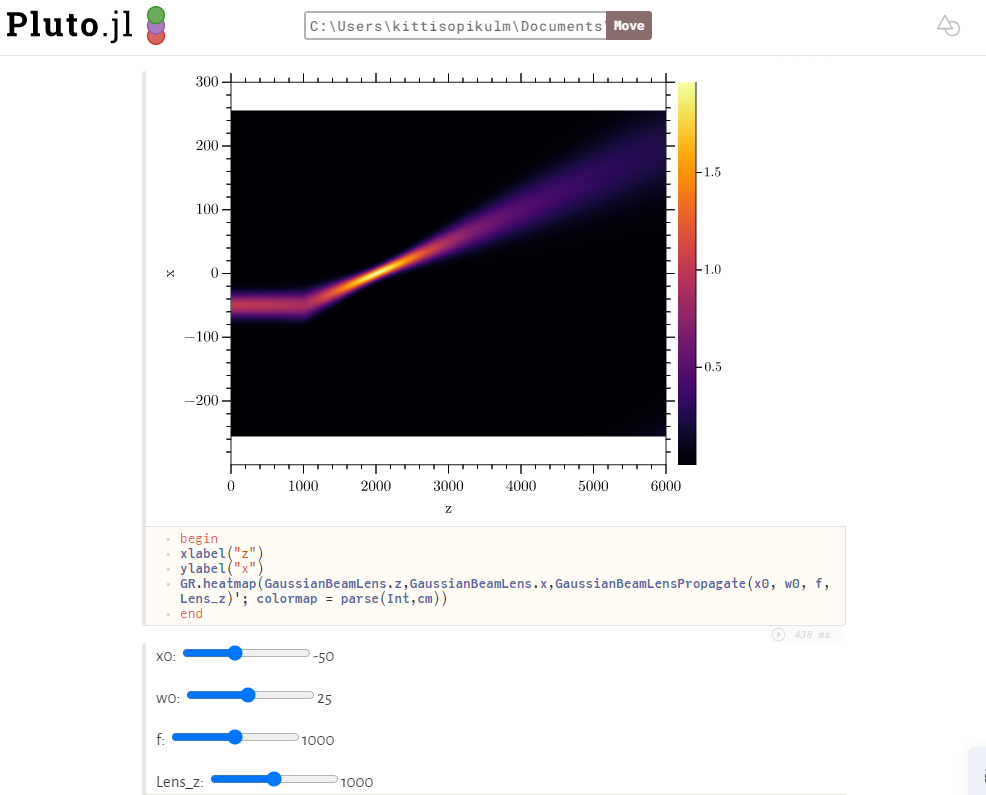 Pluto.jl
C:\Users\kittisopikulm\Documents
Move
300
200
100
0
−100
−200
x
0 1000 2000 3000 4000 5000 6000
z
1.5
1.0
0.5
begin
xlabel("z")
ylabel("x")
GR.heatmap(GaussianBeamLens.z,GaussianBeamLens.x,GaussianBeamLensPropagate(x0, w0, f,
Lens_z)'; colormap = parse(Int,cm))
end
438 ms
x0: -50
w0: 25
f: 1000
Lens_z: 1000